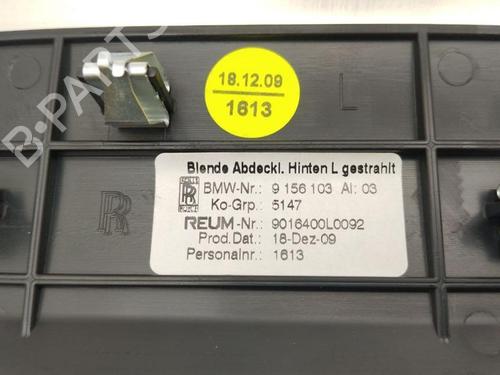 B-PARTS
18.12.09
1613
L
Blende Abdeckl. Hinten L gestrahlt
BMW-Nr.: 9 156 103 AI: 03
Ko-Grp.: 5147
REUM-Nr.: 9016400L0092
Prod.Dat.: 18-Dez-09
Personalnr.: 1613
RR